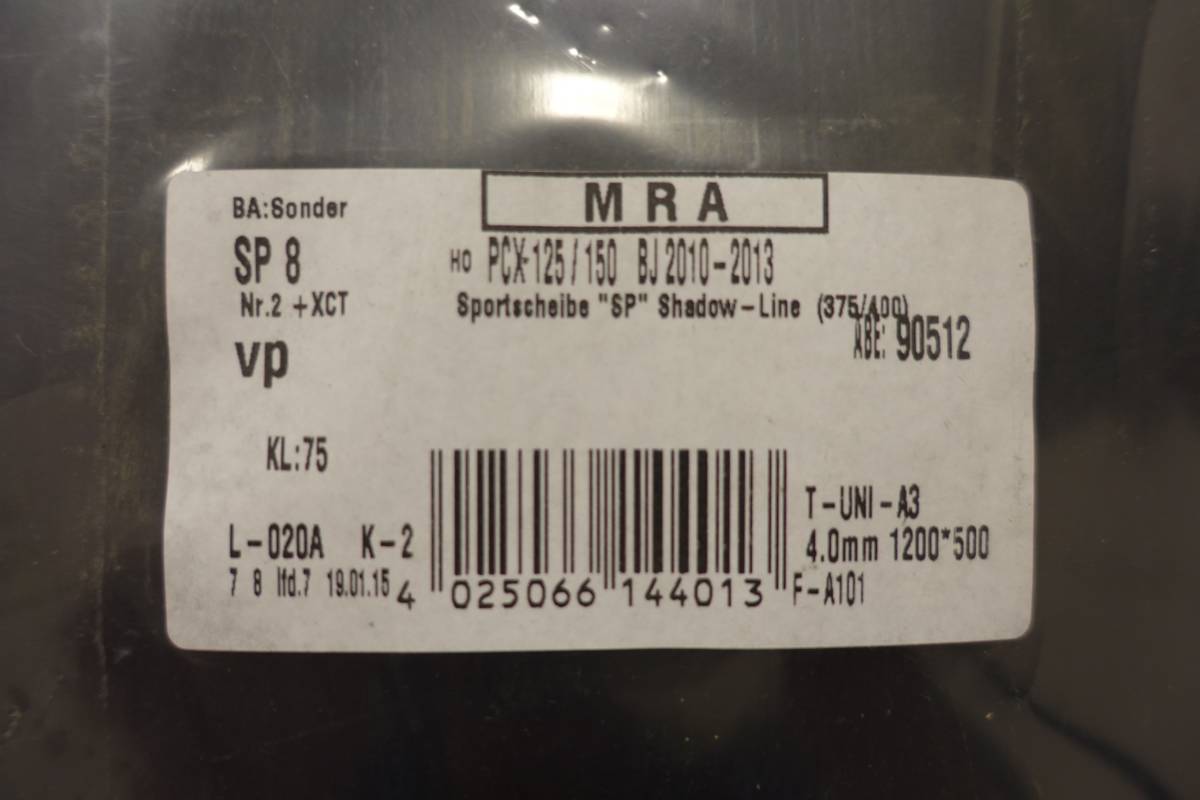 MRA
BA:Sonder
SP 8 HO PCX-125/150 BJ 2010-2013
Nr.2 +XCT Sportscheibe "SP" Shadow-Line (375/400)
vp ABE: 90512
KL:75
T-UNI-A3
L-020A K-2 4.0mm 1200*500
7 8 lfd.7 19.01.15 4 025066 144013 F-A101